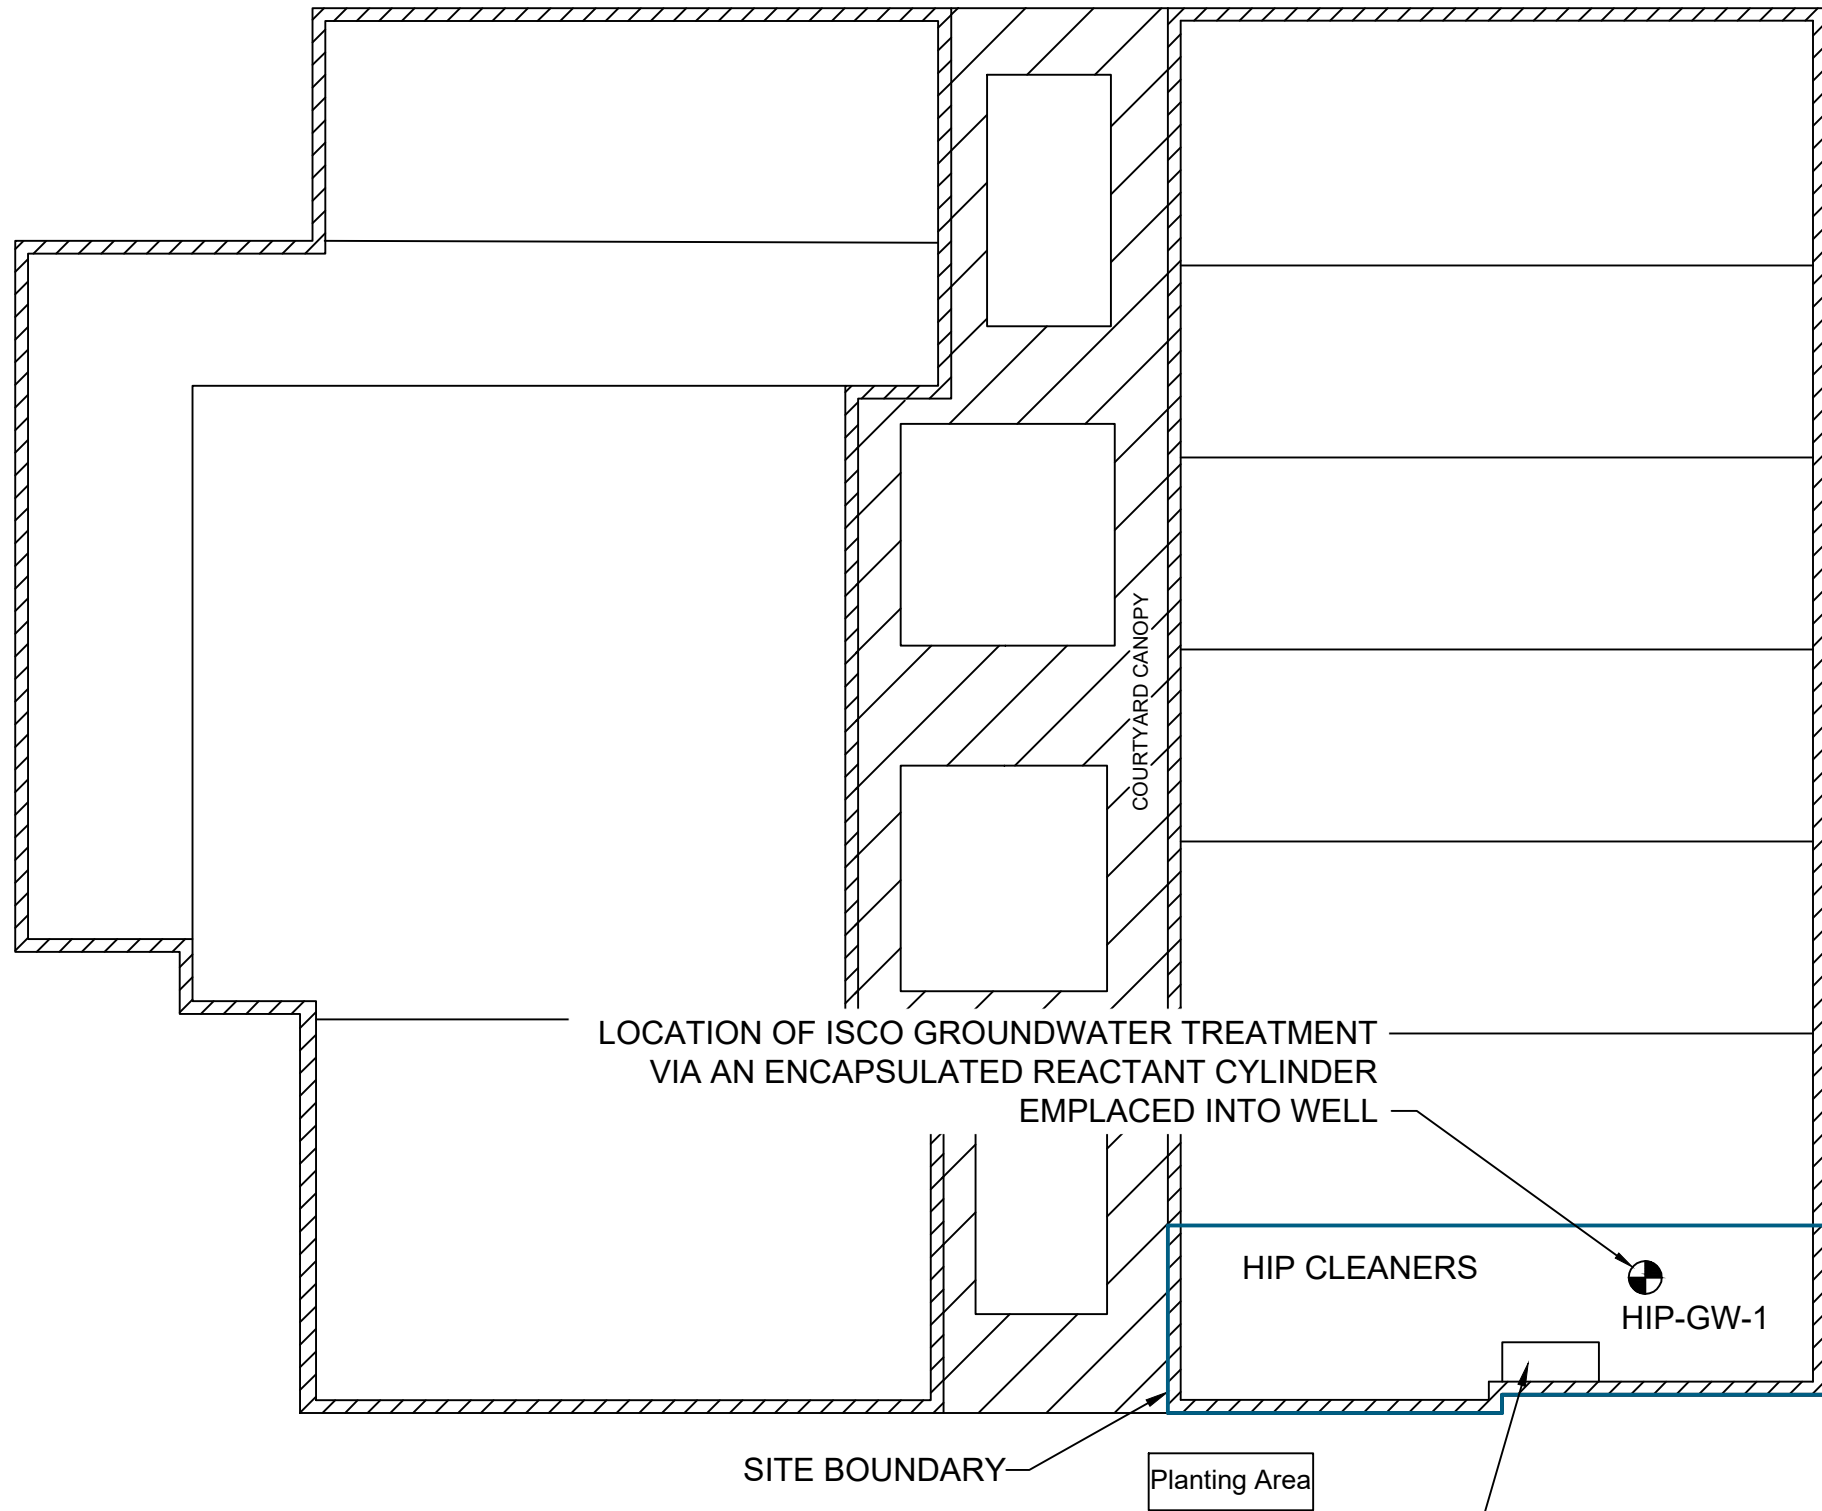 COURTYARD CANOPY
LOCATION OF ISCO GROUNDWATER TREATMENT
VIA AN ENCAPSULATED REACTANT CYLINDER
EMPLACED INTO WELL
HIP CLEANERS
HIP-GW-1
SITE BOUNDARY
Planting Area